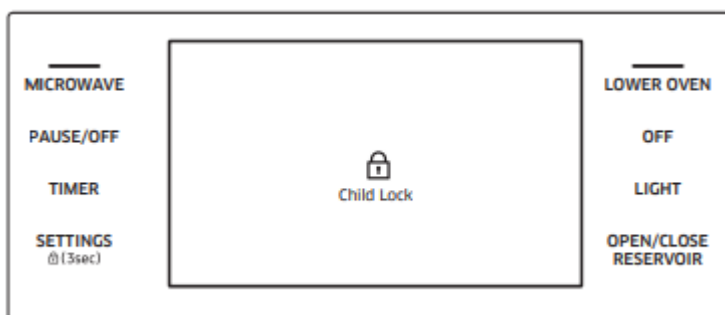 MICROWAVE
PAUSE/OFF
TIMER
SETTINGS
(3sec)
Child Lock
LOWER OVEN
OFF
LIGHT
OPEN/CLOSE
RESERVOIR